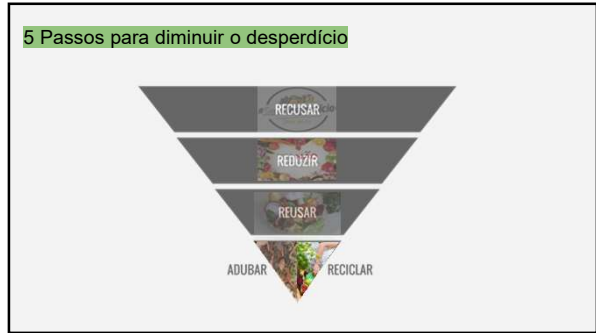 5 Passos para diminuir o desperdício
RECUSAR
REDUZIR
REUSAR
ADUBAR RECICLAR